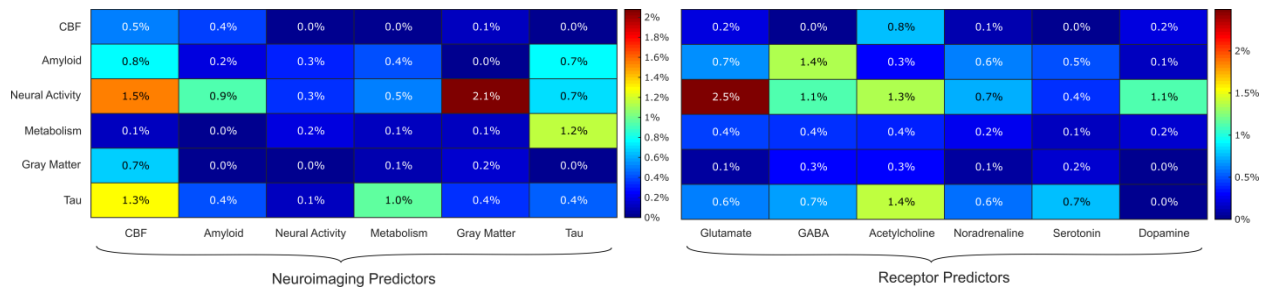 CBF 0.5% 0.4% 0.0% 0.0% 0.1% 0.0%
Amyloid 0.8% 0.2% 0.3% 0.4% 0.0% 0.7%
Neural Activity 1.5% 0.9% 0.3% 0.5% 2.1% 0.7%
Metabolism 0.1% 0.0% 0.2% 0.1% 0.1% 1.2%
Gray Matter 0.7% 0.0% 0.0% 0.1% 0.2% 0.0%
Tau 1.3% 0.4% 0.1% 1.0% 0.4% 0.4%
CBF Amyloid Neural Activity Metabolism Gray Matter Tau
Neuroimaging Predictors
2%
1.8%
1.6%
1.4%
1.2%
1%
0.8%
0.6%
0.4%
0.2%
0%
0.2% 0.0% 0.8% 0.1% 0.0% 0.2%
0.7% 1.4% 0.3% 0.6% 0.5% 0.1%
2.5% 1.1% 1.3% 0.7% 0.4% 1.1%
0.4% 0.4% 0.4% 0.2% 0.1% 0.2%
0.1% 0.3% 0.3% 0.1% 0.2% 0.0%
0.6% 0.7% 1.4% 0.6% 0.7% 0.0%
Glutamate GABA Acetylcholine Noradrenaline Serotonin Dopamine
Receptor Predictors
2%
1.5%
1%
.5%
0%